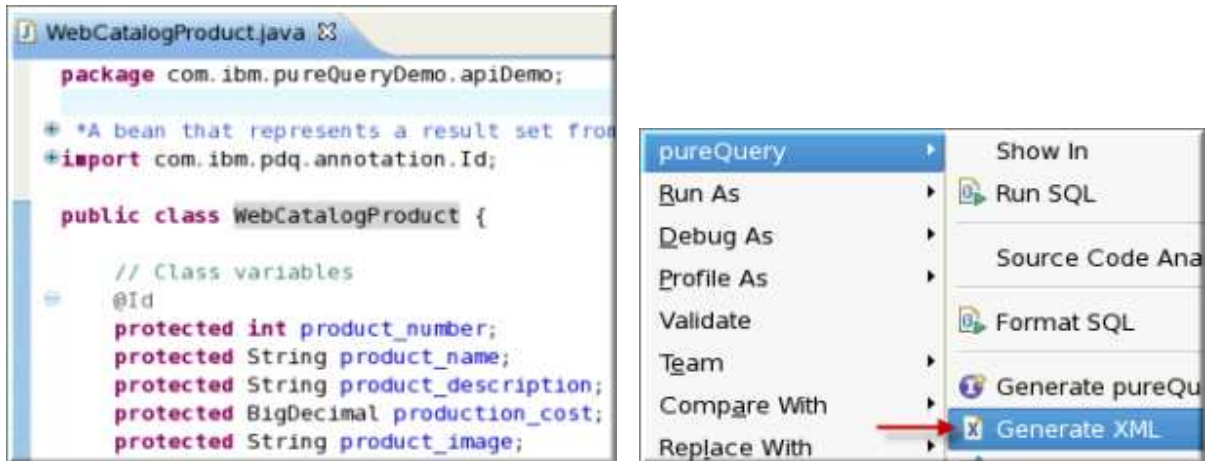 WebCatalogProduct.java
package com.ibm.pureQueryDemo.apiDemo;
*A bean that represents a result set from
import com.ibm.pdq.annotation.Id;
public class WebCatalogProduct {
// Class variables
@Id
protected int product_number;
protected String product_name;
protected String product_description;
protected BigDecimal production_cost;
protected String product_image;
pureQuery
Run As
Debug As
Profile As
Validate
Team
Compare With
Replace With
Show In
Run SQL
Source Code Ana
Format SQL
Generate pureQu
Generate XML